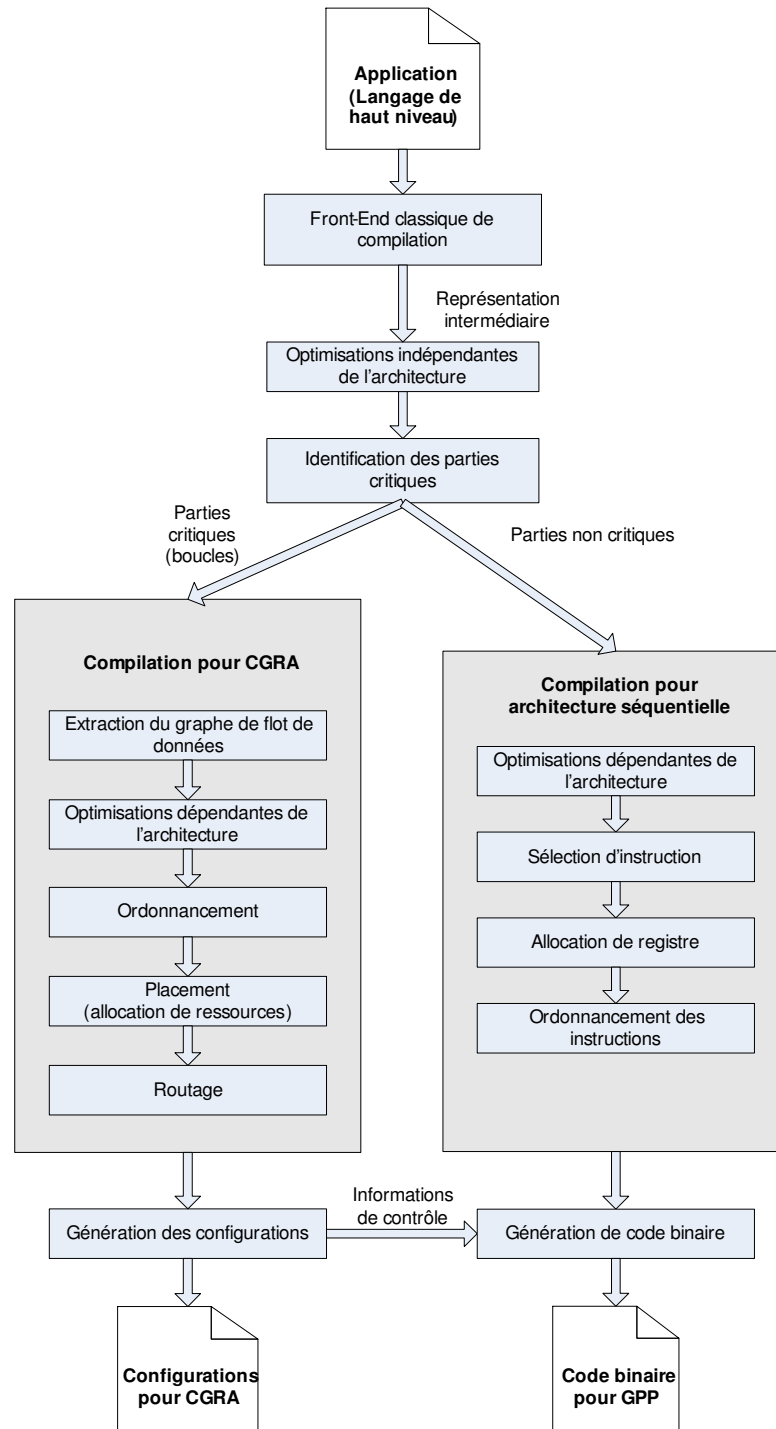 Application
(Langage de
haut niveau)
Front-End classique de
compilation
Représentation
intermédiaire
Optimisations indépendantes
de l'architecture
Identification des parties
critiques
Parties
critiques
(boucles)
Parties non critiques
Compilation pour CGRA
Extraction du graphe de flot de
données
Optimisations dépendantes de
l'architecture
Ordonnancement
Placement
(allocation de ressources)
Routage
Compilation pour
architecture séquentielle
Optimisations dépendantes de
l'architecture
Sélection d'instruction
Allocation de registre
Ordonnancement des
instructions
Génération des configurations
Informations
de contrôle
Génération de code binaire
Configurations
pour CGRA
Code binaire
pour GPP